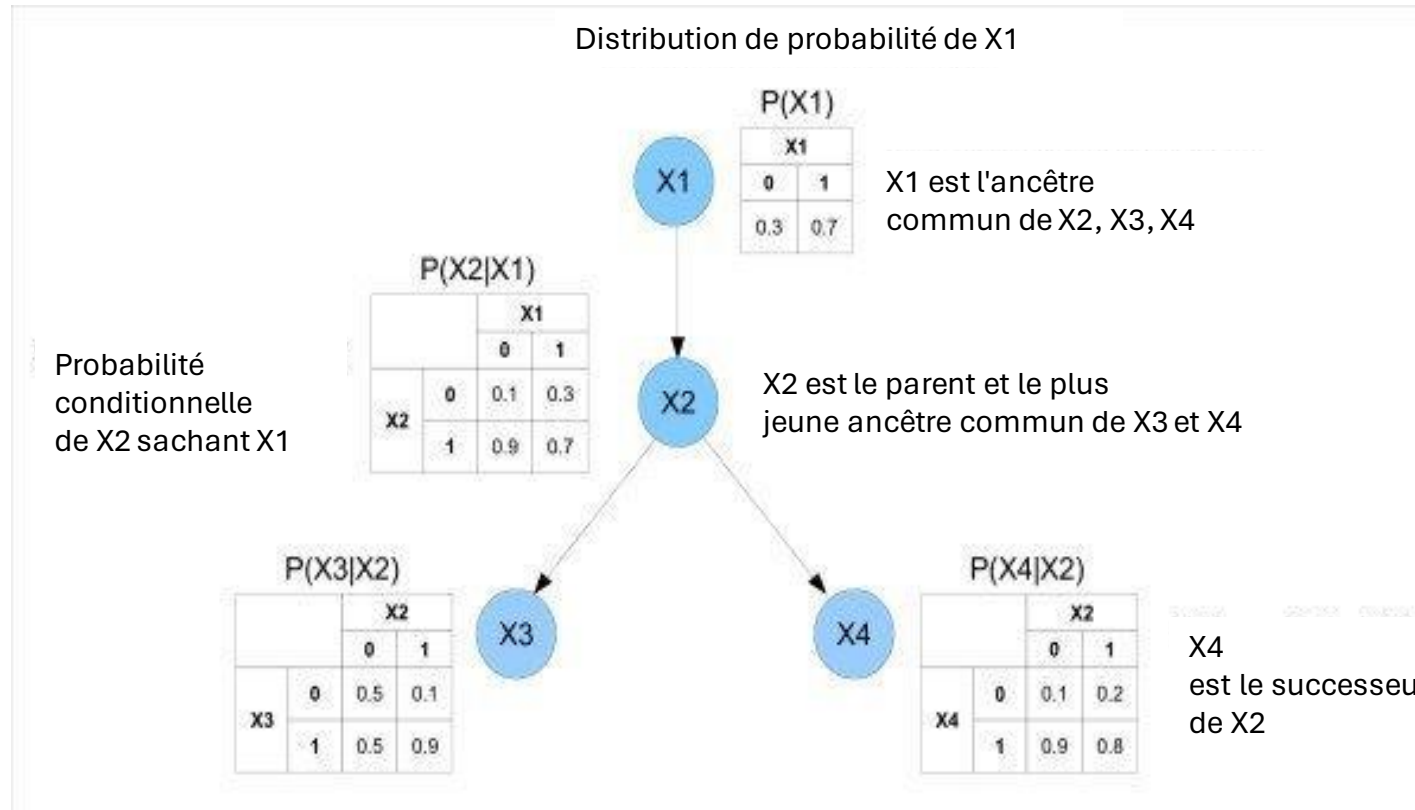 Distribution de probabilité de X1
P(X1)
X1
0 1
0.3 0.7
X1
X1 est l'ancêtre
commun de X2, X3, X4
P(X2|X1)
X1
0 1
X2 0 0.1 0.3
1 0.9 0.7
Probabilité
conditionnelle
de X2 sachant X1
X2
X2 est le parent et le plus
jeune ancêtre commun de X3 et X4
P(X3|X2)
X2
0 1
X3 0 0.5 0.1
1 0.5 0.9
X3
X4
P(X4|X2)
X2
0 1
X4 0 0.1 0.2
1 0.9 0.8
X4
est le successeu
de X2